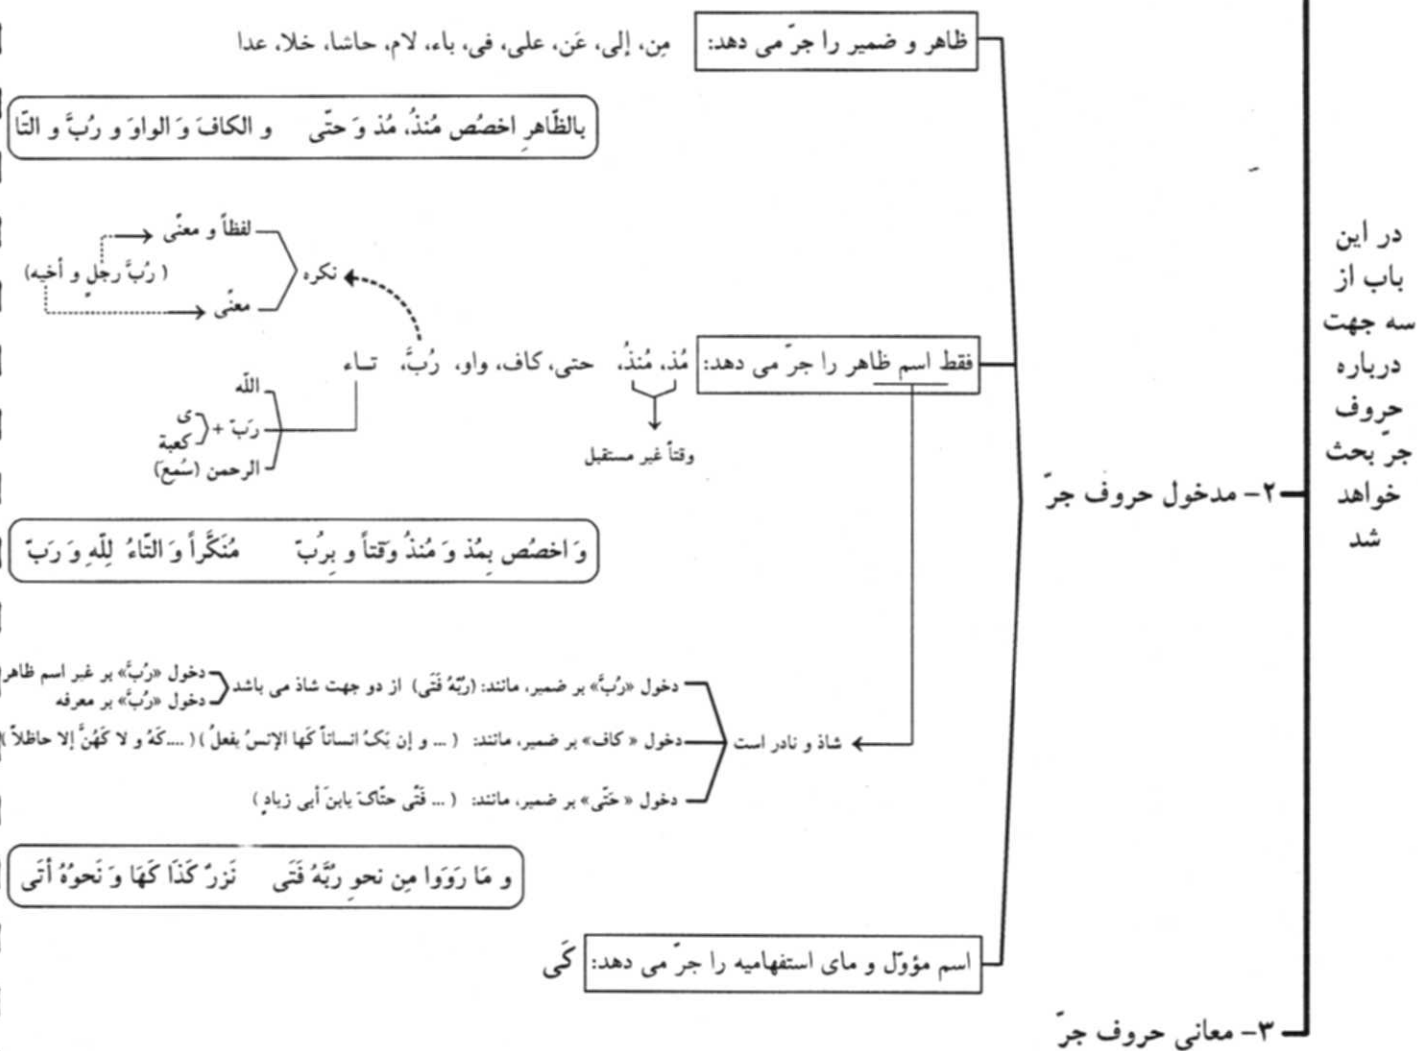 در این
باب از
سه جهت
درباره
حروف
جرّ بحث
خواهد
شد
۲- مدخول حروف جرّ
ظاهر و ضمیر را جرّ می دهد: مِن، إلی، عَن، علی، فی، باء، لام، حاشا، خلا، عدا
بالظّاهرِ اخصُص مُنذُ، مُذ وَ حتّی و الکافَ وَ الواوَ و رُبَّ و التّا
فقط اسم ظاهر را جرّ می دهد: مُذ، مُنذُ، حتی، کاف، واو، رُبَّ، تاء
وقتاً غیر مستقبل
نکره
لفظاً و معنًی
معنًی
(رُبَّ رجلٍ و أخیه)
اللّه
رَبّ + ی
کعبة
الرحمن (سُمِعَ)
وَ اخصُص بِمُذ وَ مُنذُ وَقتاً و بِرُبّ مُنَکَّراً وَ التّاءُ لِلّهِ وَ رَبّ
شاذ و نادر است
دخول «رُبَّ» بر ضمیر، مانند: (رُبَّهُ فَتَی) از دو جهت شاذ می باشد
دخول «رُبَّ» بر غبر اسم ظاهر
دخول «رُبَّ» بر معرفه
دخول « کاف» بر ضمیر، مانند: ( ... و إن یَکُ انساناً کَها الإنسُ یفعلُ ) ( ....کَهُ و لا کَهُنَّ إلا حاظلاً )
دخول « حَتّی» بر ضمیر، مانند: ( ... فَتًی حتّاکَ یابنَ أبی زیادٍ )
و مَا رَوَوا مِن نحوِ رُبَّهُ فَتَی نَزرٌ کَذَا کَهَا وَ نَحوُهُ أتَی
اسم مؤوّل و مای استفهامیه را جرّ می دهد: کَی
۳- معانی حروف جرّ